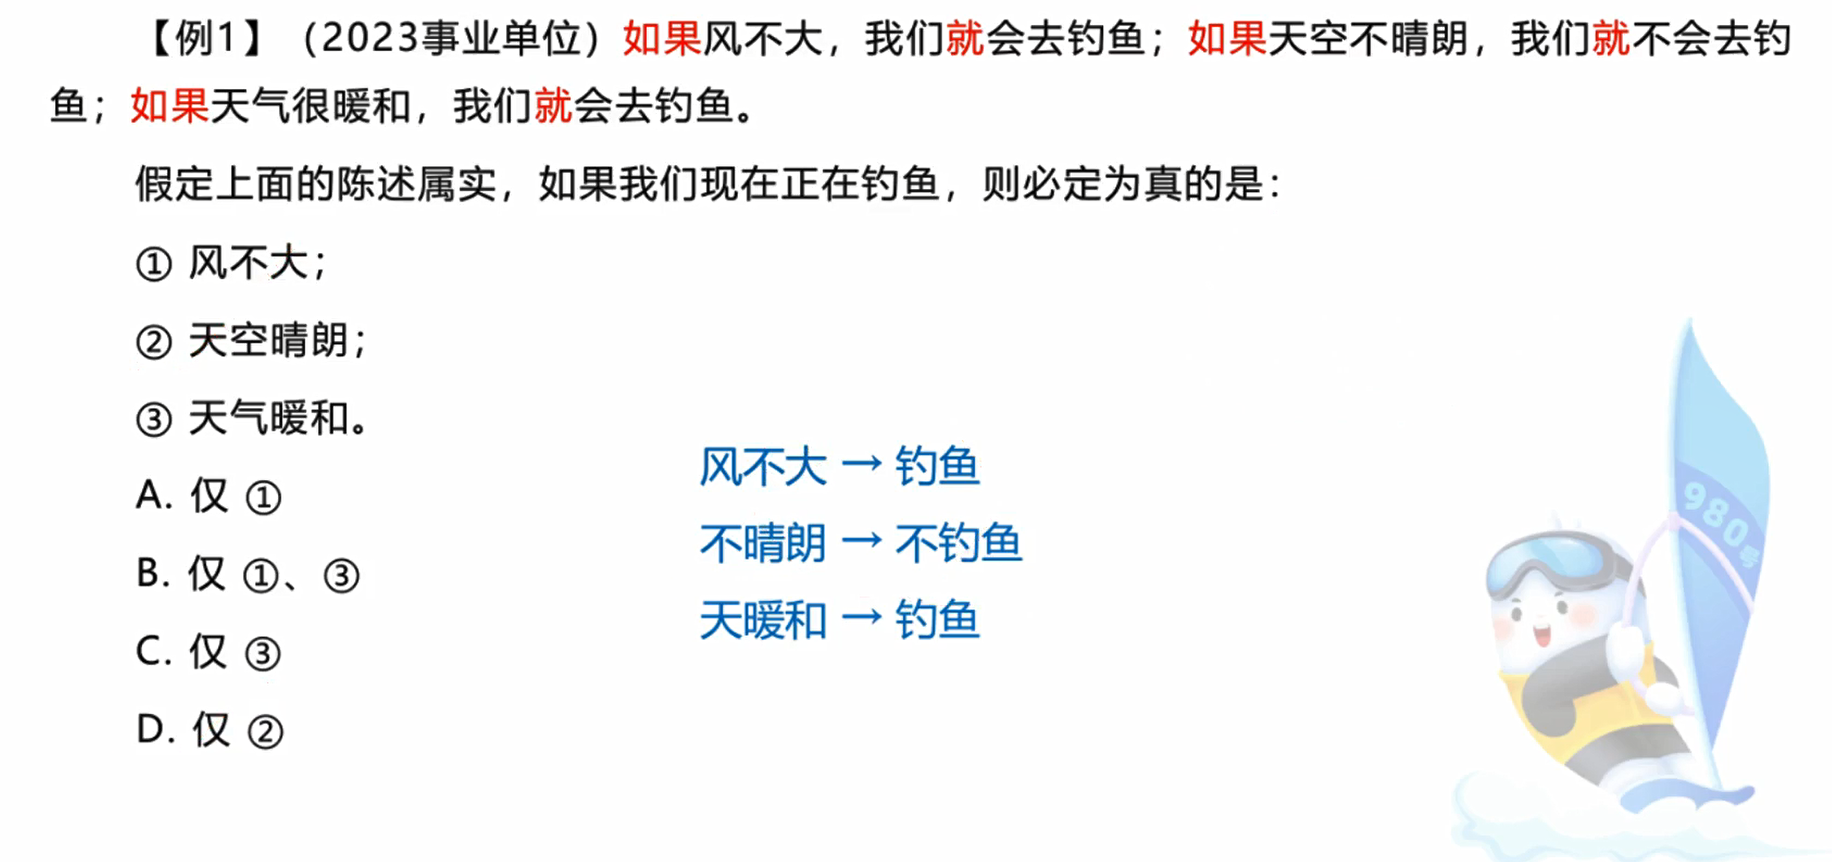 【例1】（2023事业单位）如果风不大，我们就会去钓鱼；如果天空不晴朗，我们就不会去钓
鱼；如果天气很暖和，我们就会去钓鱼。
假定上面的陈述属实，如果我们现在正在钓鱼，则必定为真的是：
① 风不大；
② 天空晴朗；
③ 天气暖和。
A. 仅 ①
B. 仅 ①、③
C. 仅 ③
D. 仅 ②
风不大 → 钓鱼
不晴朗 → 不钓鱼
天暖和 → 钓鱼
980号